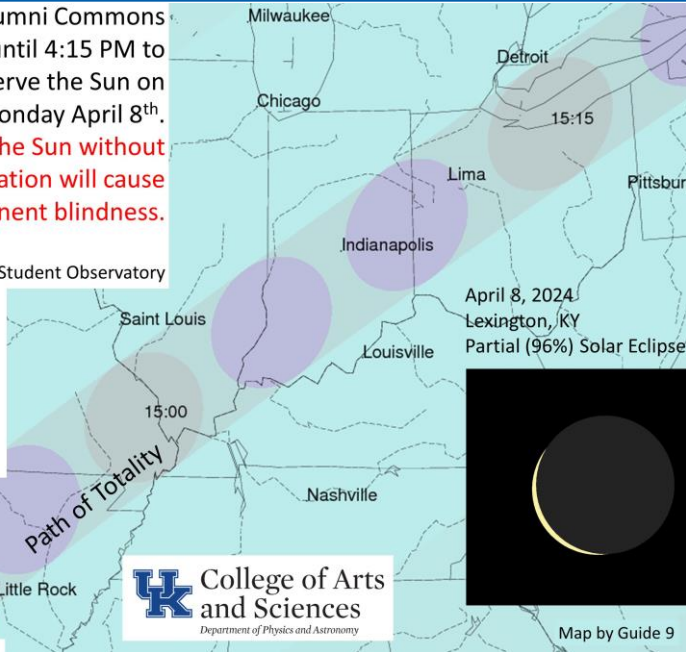 umni Commons
until 4:15 PM to
erve the Sun on
onday April 8th.
he Sun without
ation will cause
nent blindness.
Student Observatory
Milwaukee
Detroit
Chicago
15:15
Lima
Pittsbur
Indianapolis
April 8, 2024
Lexington, KY
Partial (96%) Solar Eclipse
Saint Louis
Louisville
15:00
Path of Totality
Nashville
Little Rock
UK College of Arts
and Sciences
Department of Physics and Astronomy
Map by Guide 9